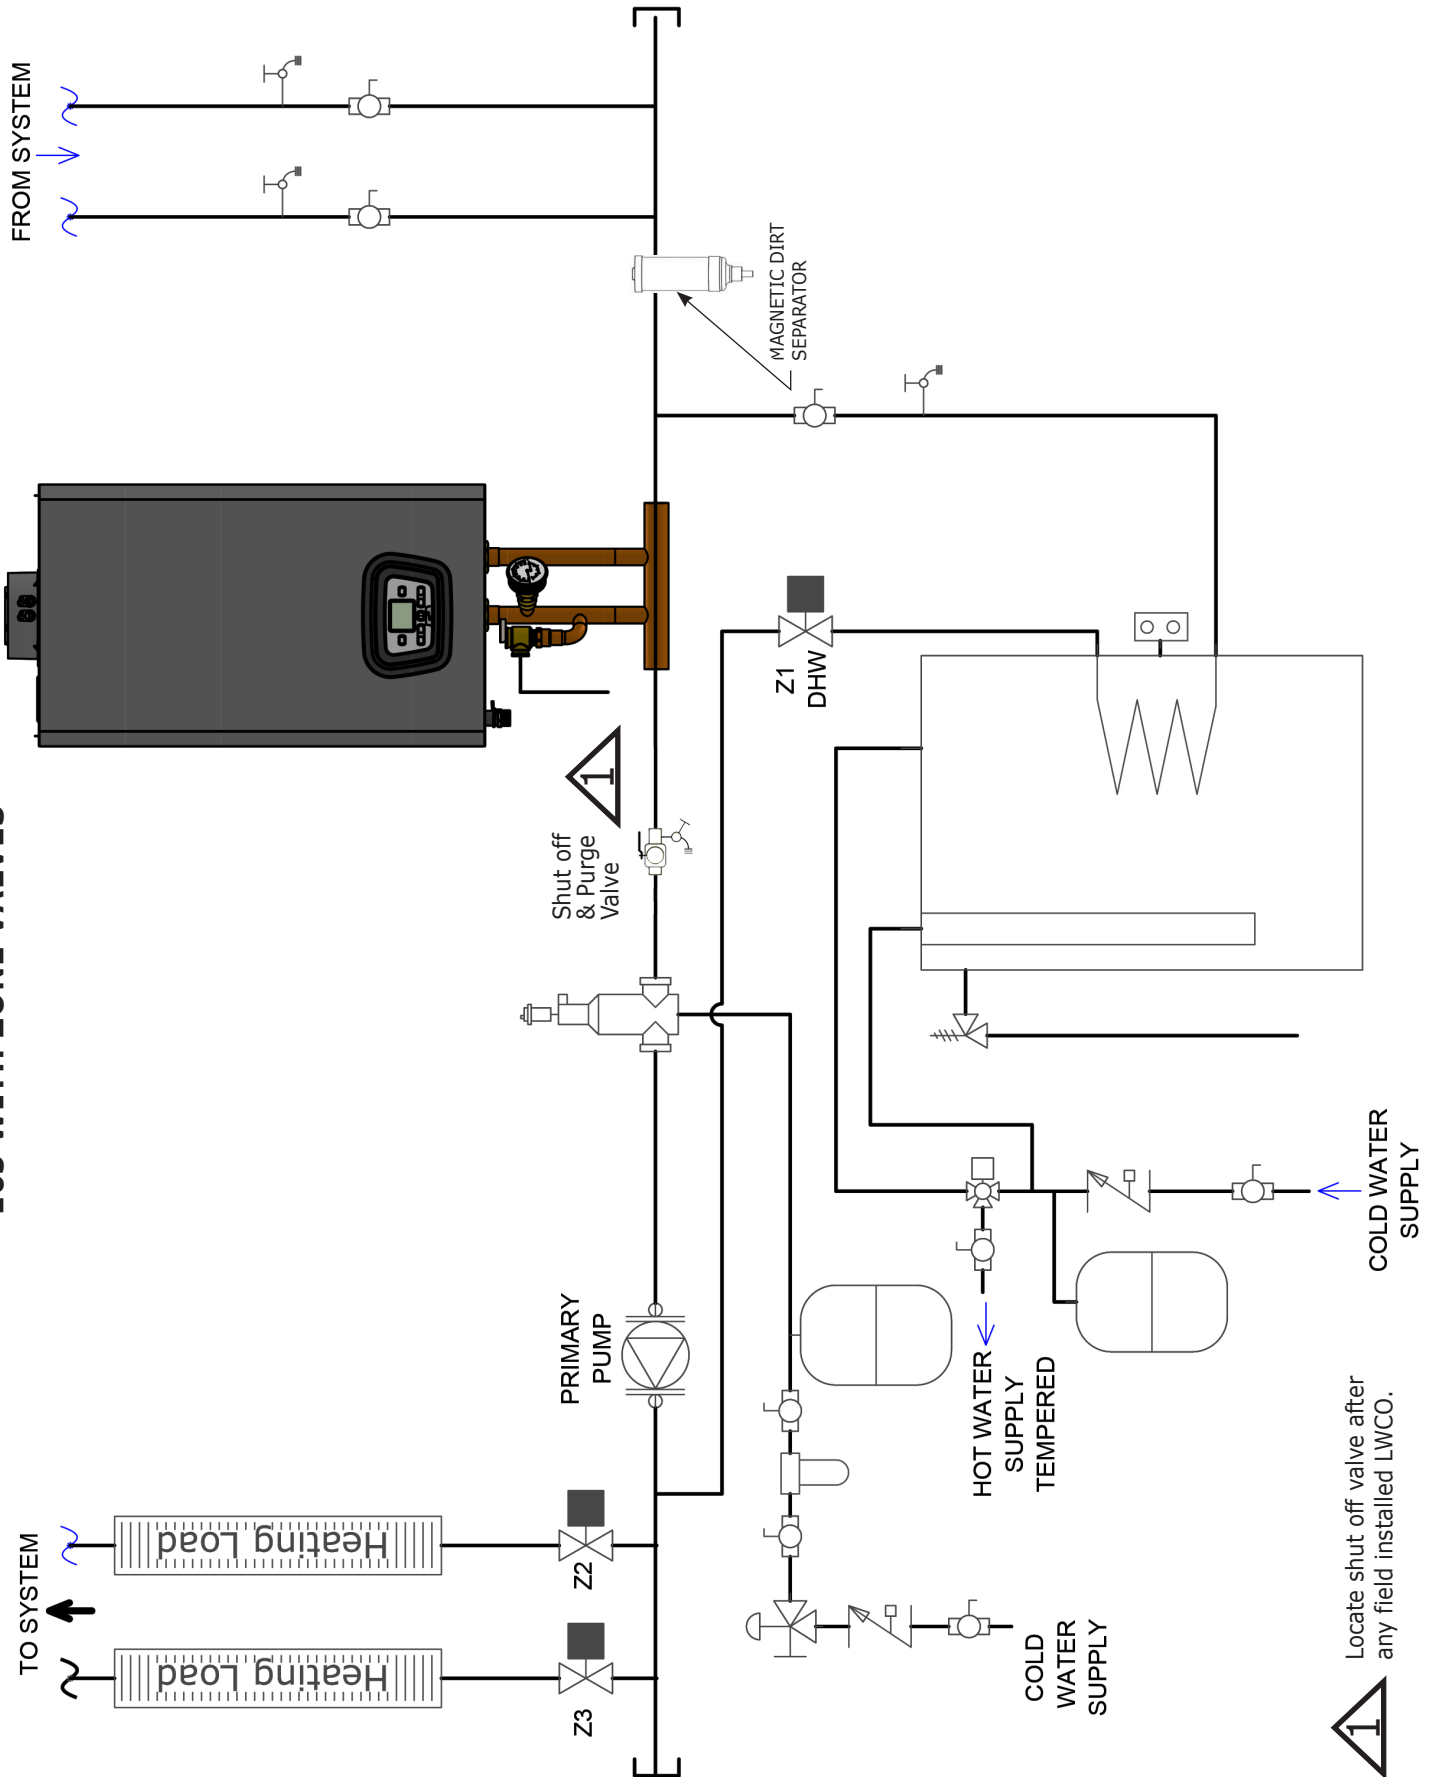 FROM SYSTEM
MAGNETIC DIRT
SEPARATOR
Z1
DHW
1
Shut off
& Purge
Valve
PRIMARY
PUMP
TO SYSTEM
Heating Load
Heating Load
Z2
Z3
HOT WATER
SUPPLY
TEMPERED
COLD WATER
SUPPLY
COLD
WATER
SUPPLY
1
Locate shut off valve after
any field installed LWCO.